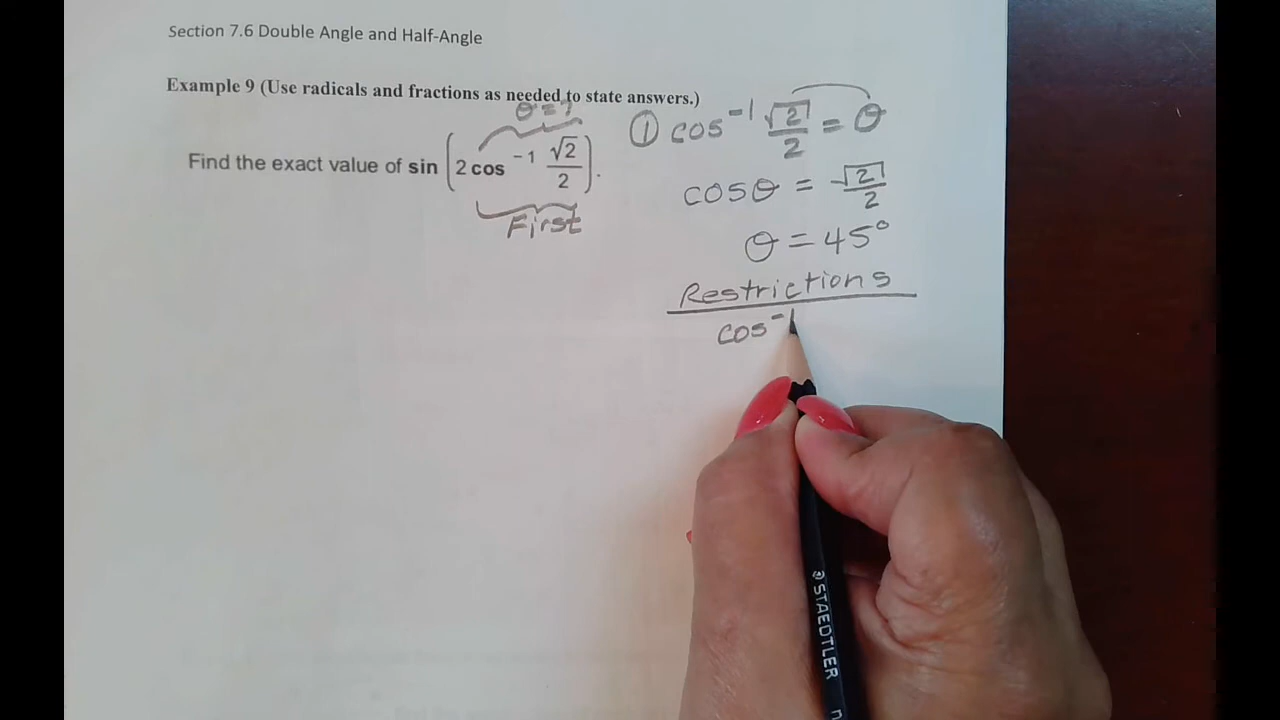 Section 7.6 Double Angle and Half-Angle
Example 9 (Use radicals and fractions as needed to state answers.)
θ = ?
Find the exact value of sin (2 cos⁻¹ √2/2).
First
① cos⁻¹ √2/2 = θ
cosθ = √2/2
θ = 45°
Restrictions
cos⁻¹
STAEDTLER